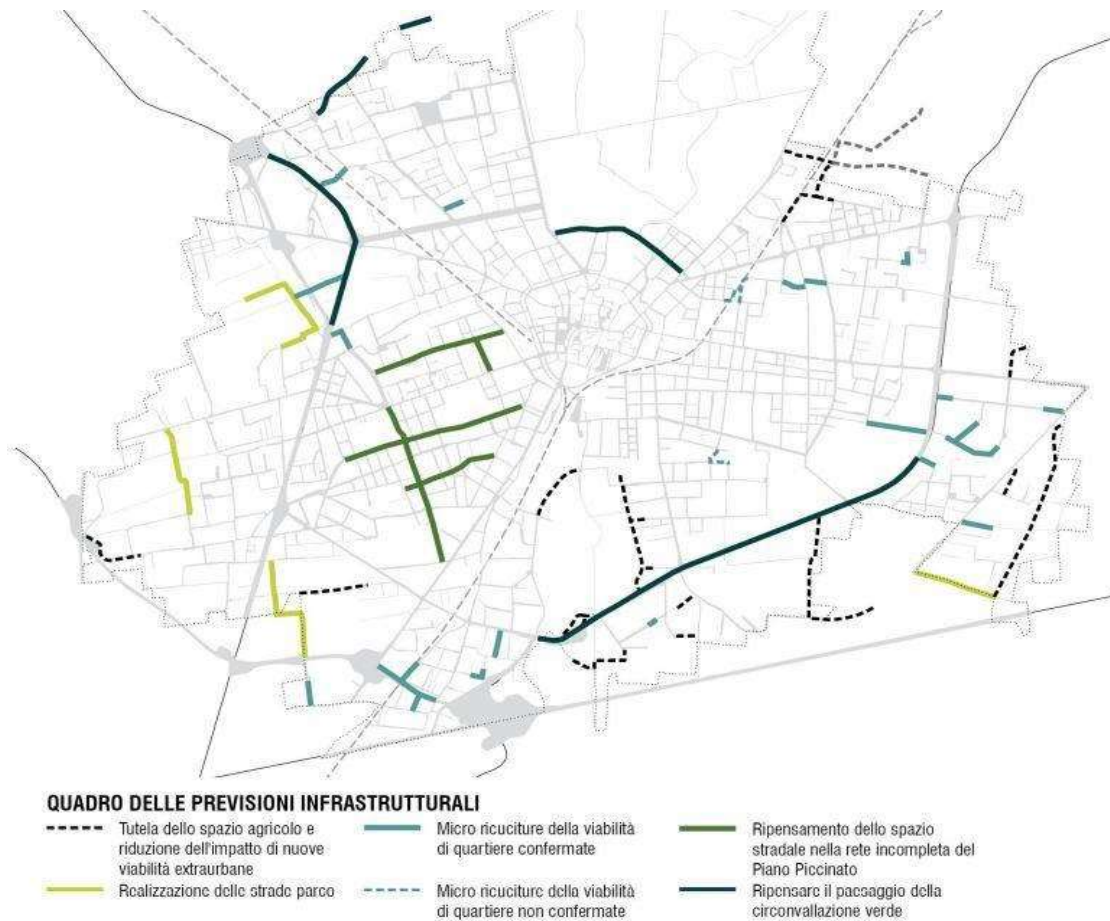 QUADRO DELLE PREVISIONI INFRASTRUTTURALI
Tutela dello spazio agricolo e
riduzione dell'impatto di nuove
viabilità extraurbane
Realizzazione delle strade parco
Micro ricuciture della viabilità
di quartiere confermate
Micro ricuciture della viabilità
di quartiere non confermate
Ripensamento dello spazio
stradale nella rete incompleta del
Piano Piccinato
Ripensare il paesaggio della
circonvallazione verde